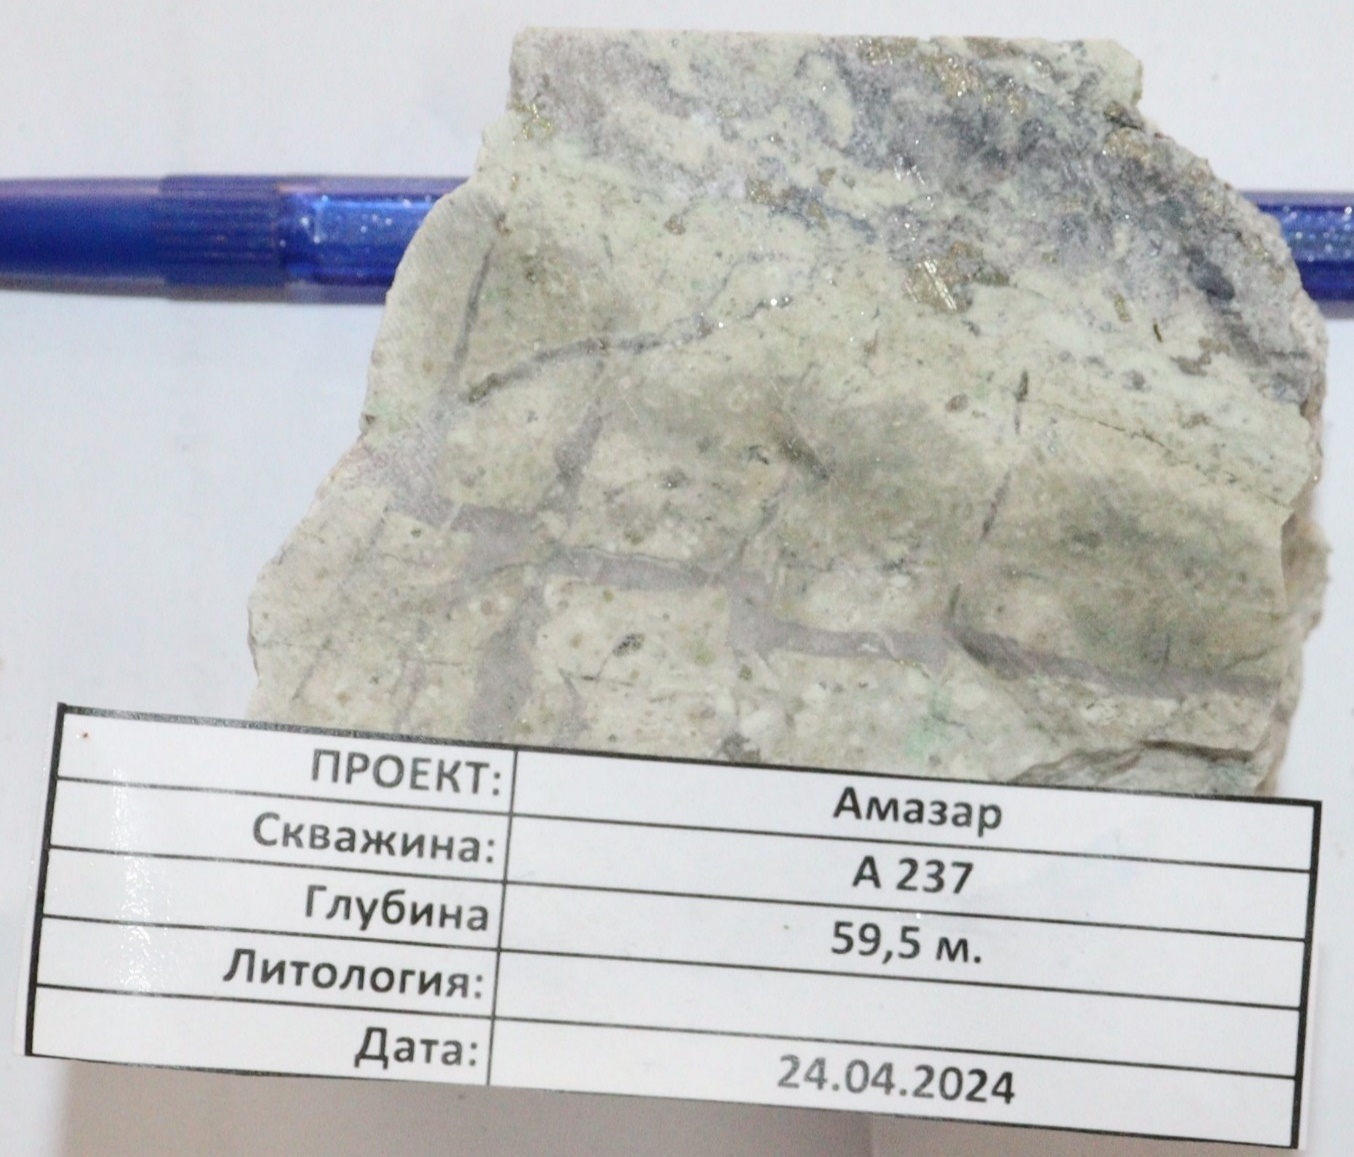 ПРОЕКТ: Амазар
Скважина: А 237
Глубина 59,5 м.
Литология:
Дата: 24.04.2024